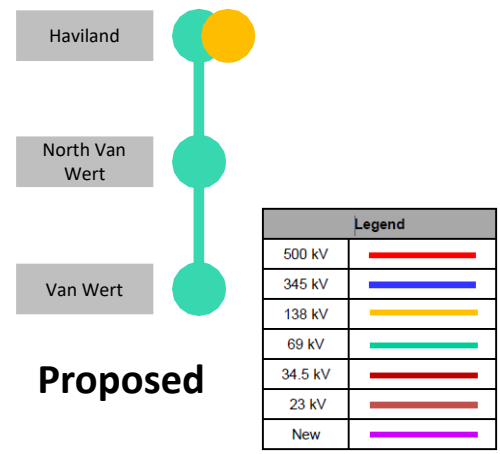 Haviland
North Van
Wert
Van Wert
Proposed
Legend
500 kV
345 kV
138 kV
69 kV
34.5 kV
23 kV
New